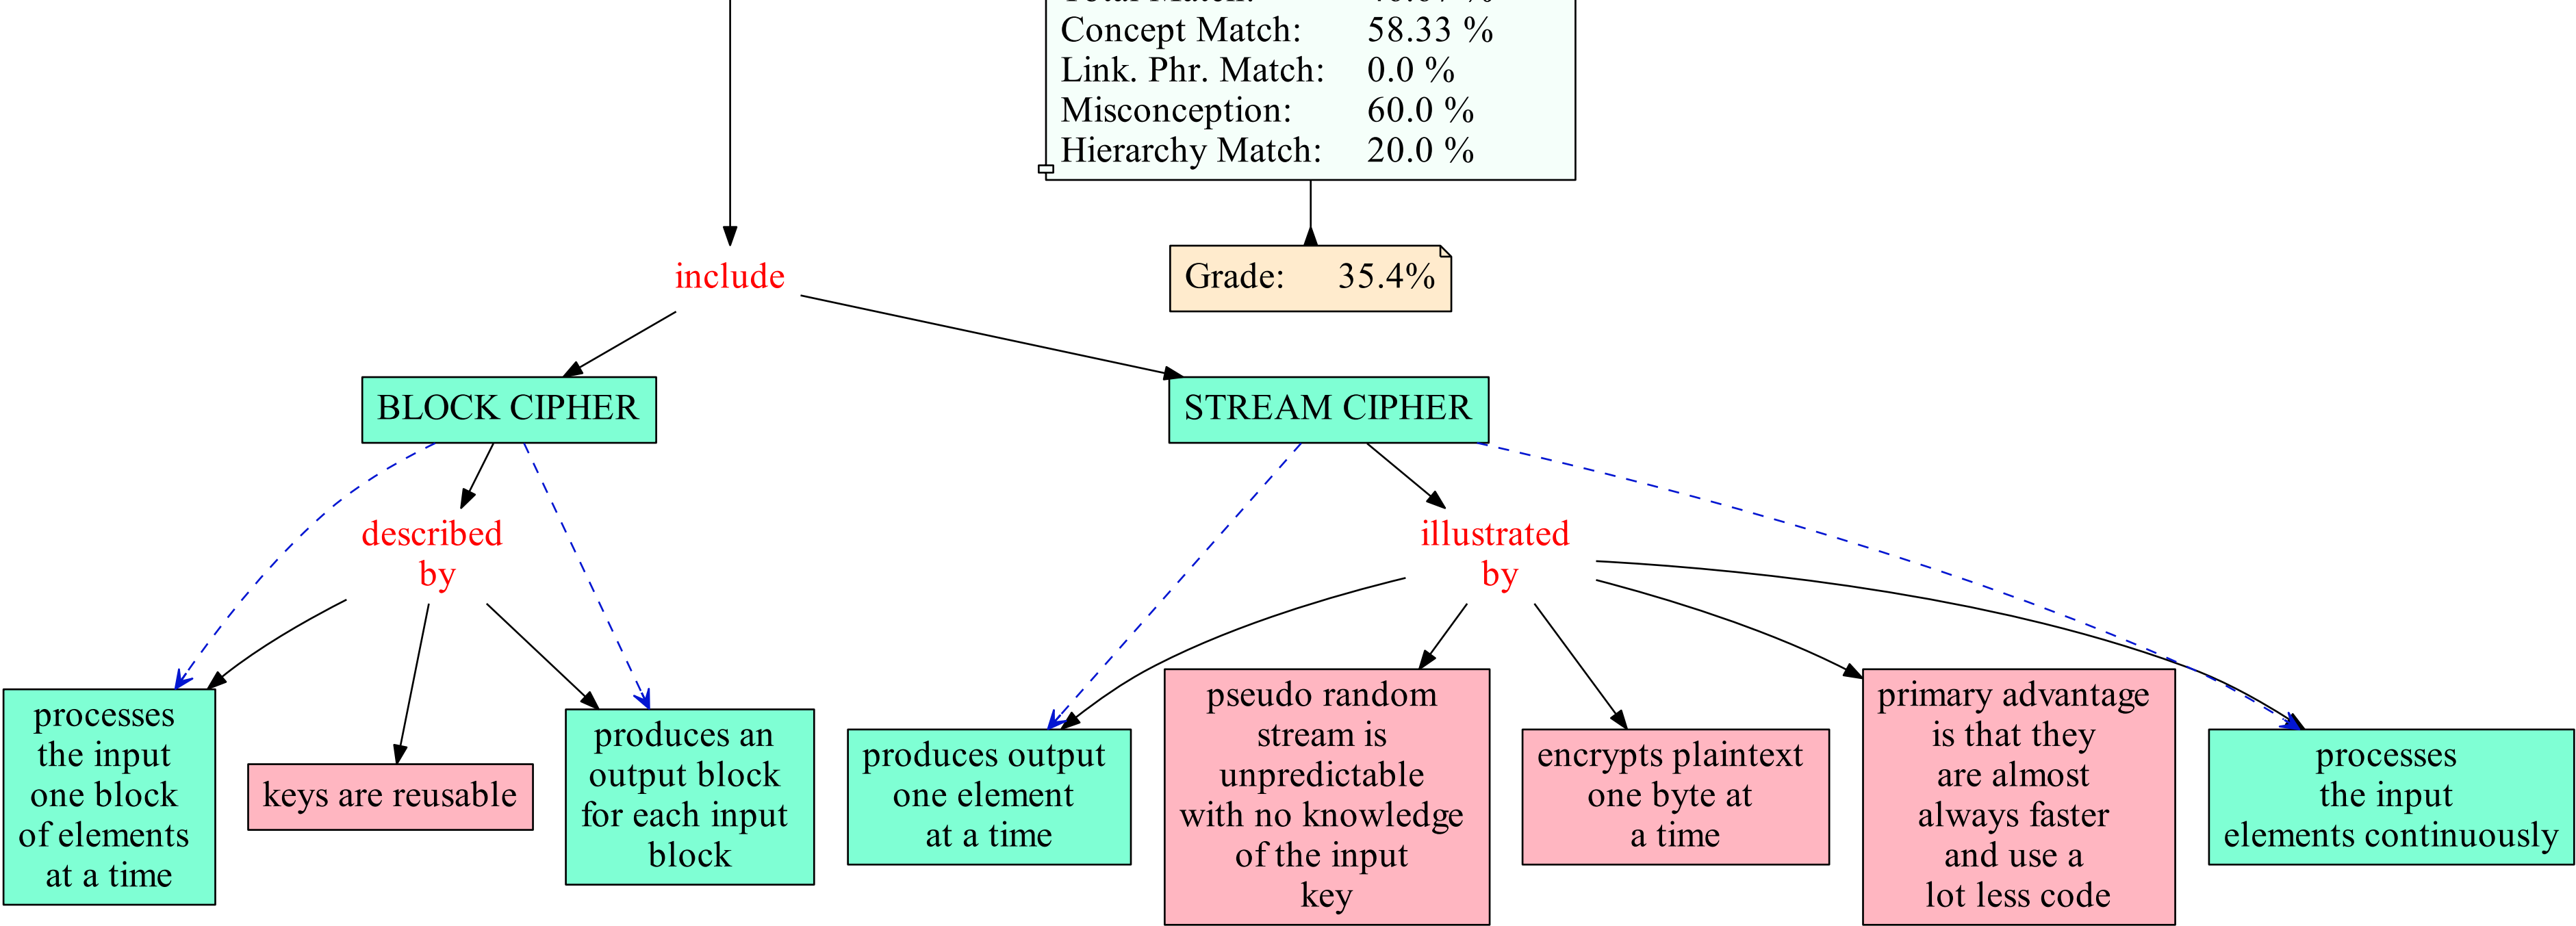 Concept Match: 58.33 %
Link. Phr. Match: 0.0 %
Misconception: 60.0 %
Hierarchy Match: 20.0 %
include
Grade: 35.4%
BLOCK CIPHER
STREAM CIPHER
described
by
illustrated
by
processes
the input
one block
of elements
at a time
keys are reusable
produces an
output block
for each input
block
produces output
one element
at a time
pseudo random
stream is
unpredictable
with no knowledge
of the input
key
encrypts plaintext
one byte at
a time
primary advantage
is that they
are almost
always faster
and use a
lot less code
processes
the input
elements continuously